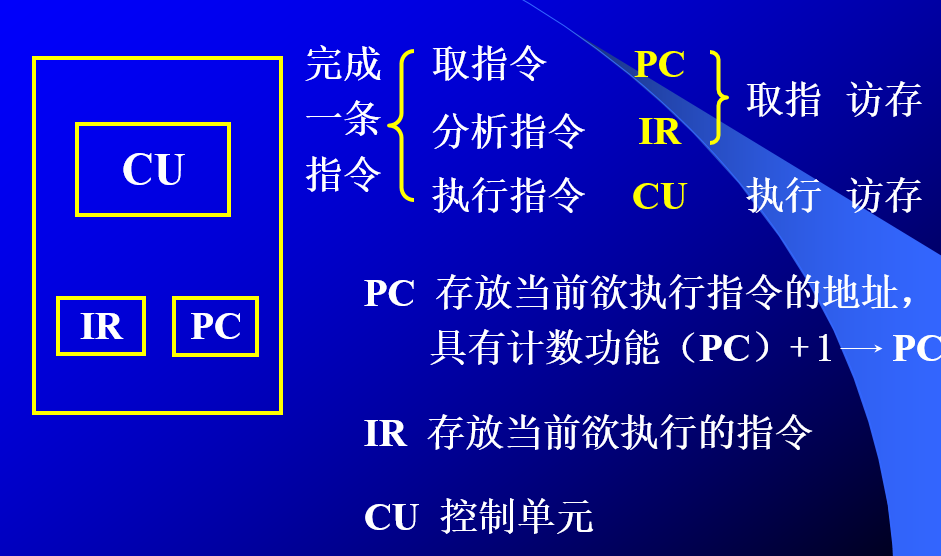 CU
IR PC
完成
一条
指令
取指令 PC
分析指令 IR
取指 访存
执行指令 CU 执行 访存
PC 存放当前欲执行指令的地址，
具有计数功能（PC）+ 1 → PC
IR 存放当前欲执行的指令
CU 控制单元